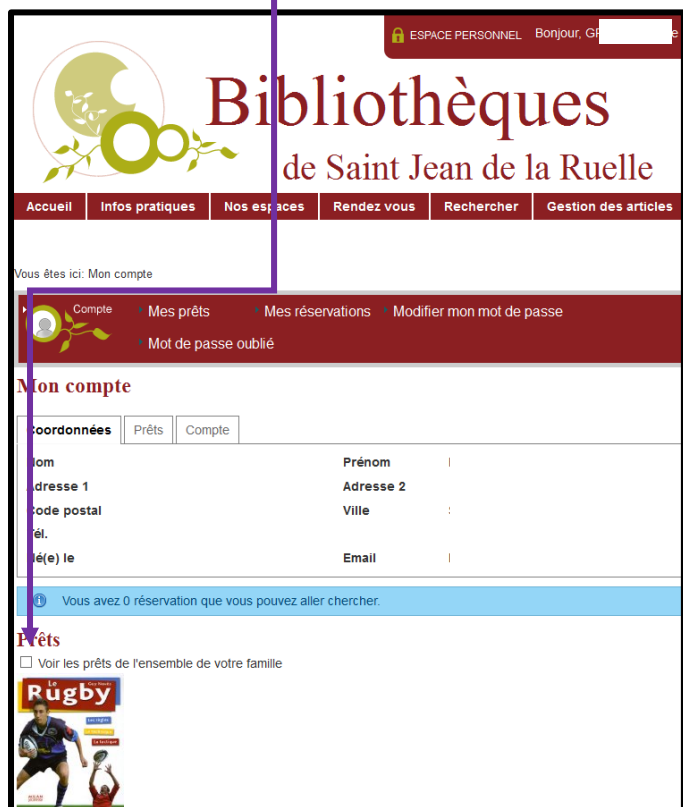 ESPACE PERSONNEL Bonjour, G
Bibliothèques
de Saint Jean de la Ruelle
Accueil Infos pratiques Nos espaces Rendez vous Rechercher Gestion des articles
Vous êtes ici: Mon compte
Compte Mes prêts Mes réservations Modifier mon mot de passe
Mot de passe oublié
Mon compte
Coordonnées Prêts Compte
Nom Prénom
Adresse 1 Adresse 2
Code postal Ville
Tél.
Né(e) le Email
Vous avez 0 réservation que vous pouvez aller chercher.
Prêts
Voir les prêts de l'ensemble de votre famille
Le
Rugby
Les règles
La tactique